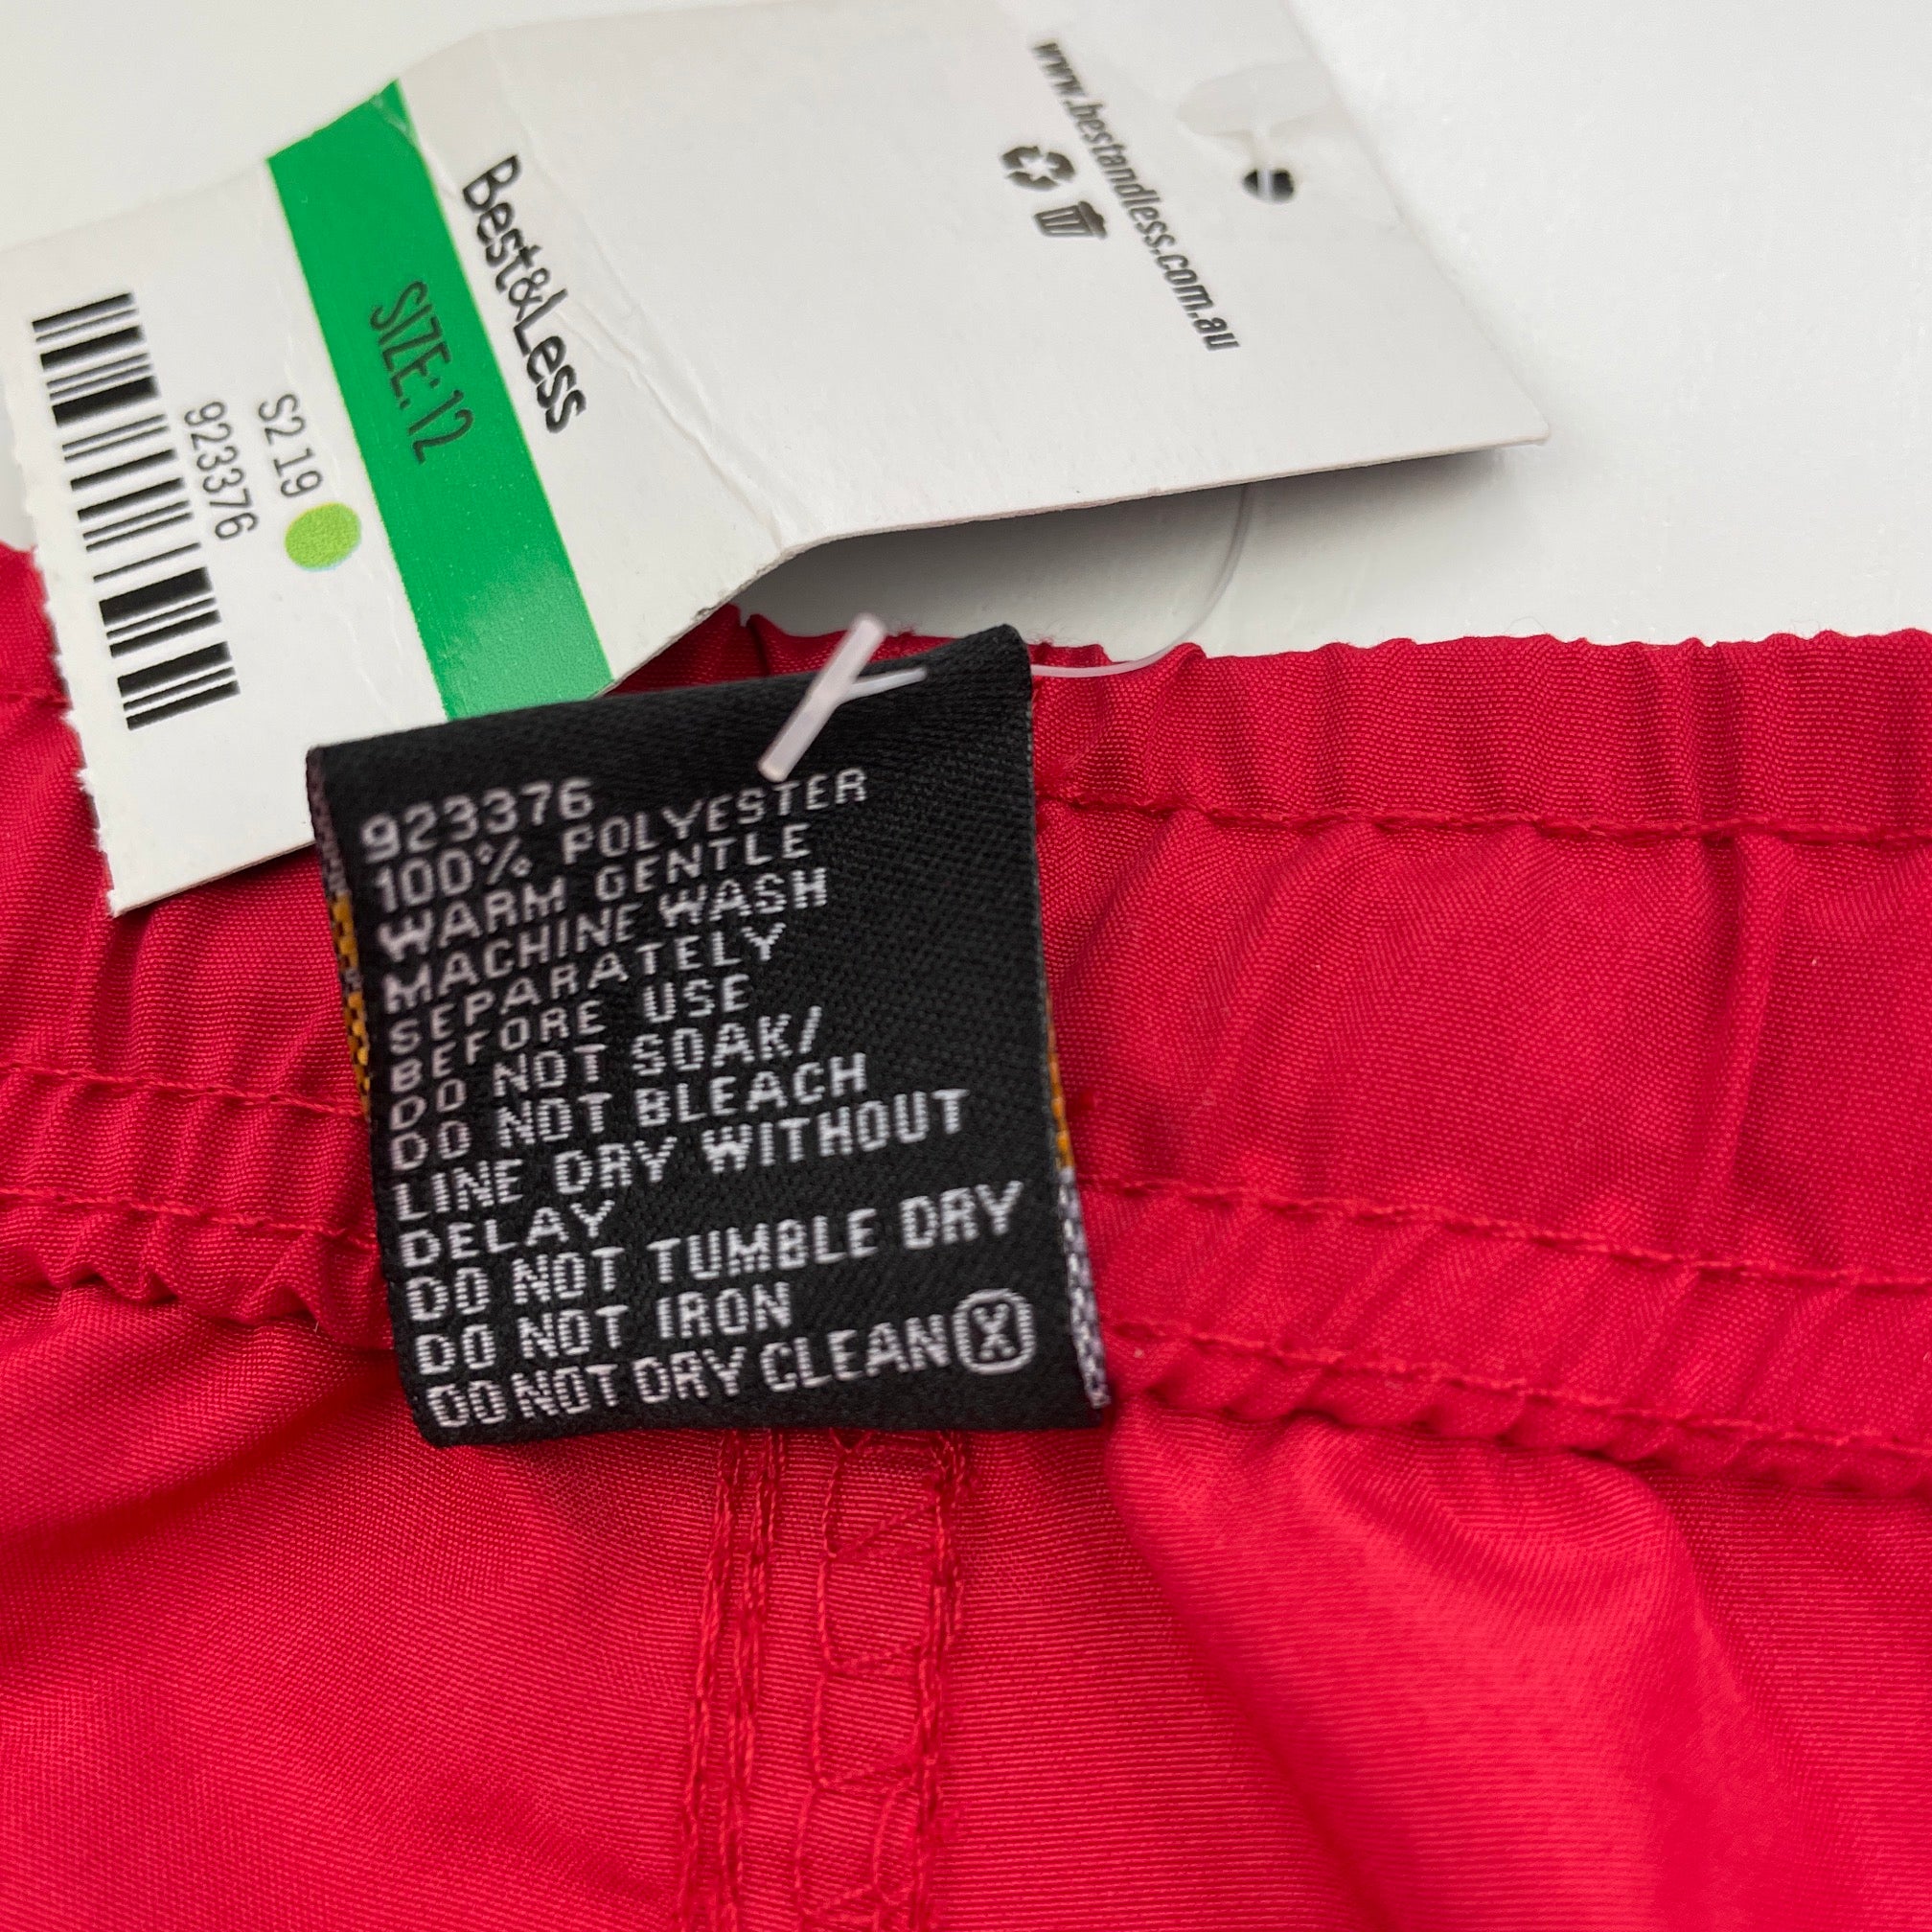 www.bestandless.com.au
Best&Less
SIZE: 12
S2 19
923376
923376
100% POLYESTER
WARM GENTLE
MACHINE WASH
SEPARATELY
BEFORE USE
DO NOT SOAK/
DO NOT BLEACH
LINE DRY WITHOUT
DELAY
DO NOT TUMBLE DRY
DO NOT IRON
DO NOT DRY CLEAN X